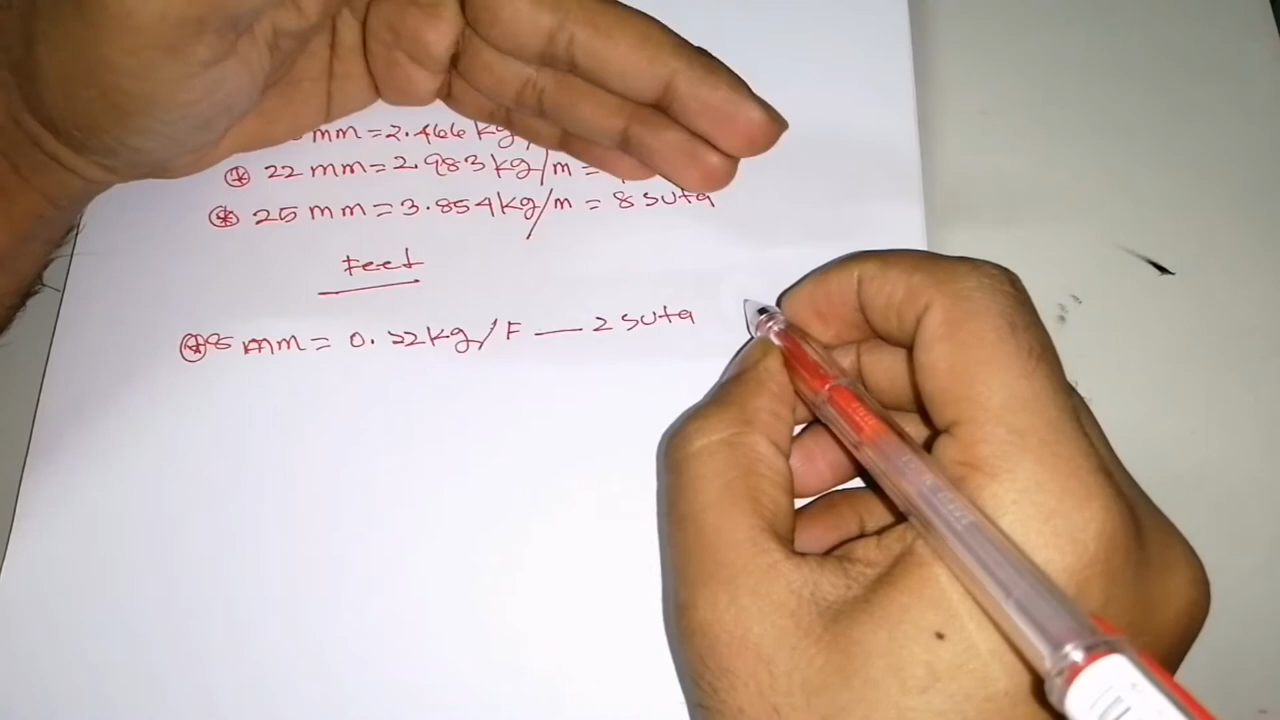 mm = 2.466 kg/
22 mm = 2.983 kg/m =
25 mm = 3.854 kg/m = 8 suta
Feet
8 mm = 0.22 kg/F — 2 suta